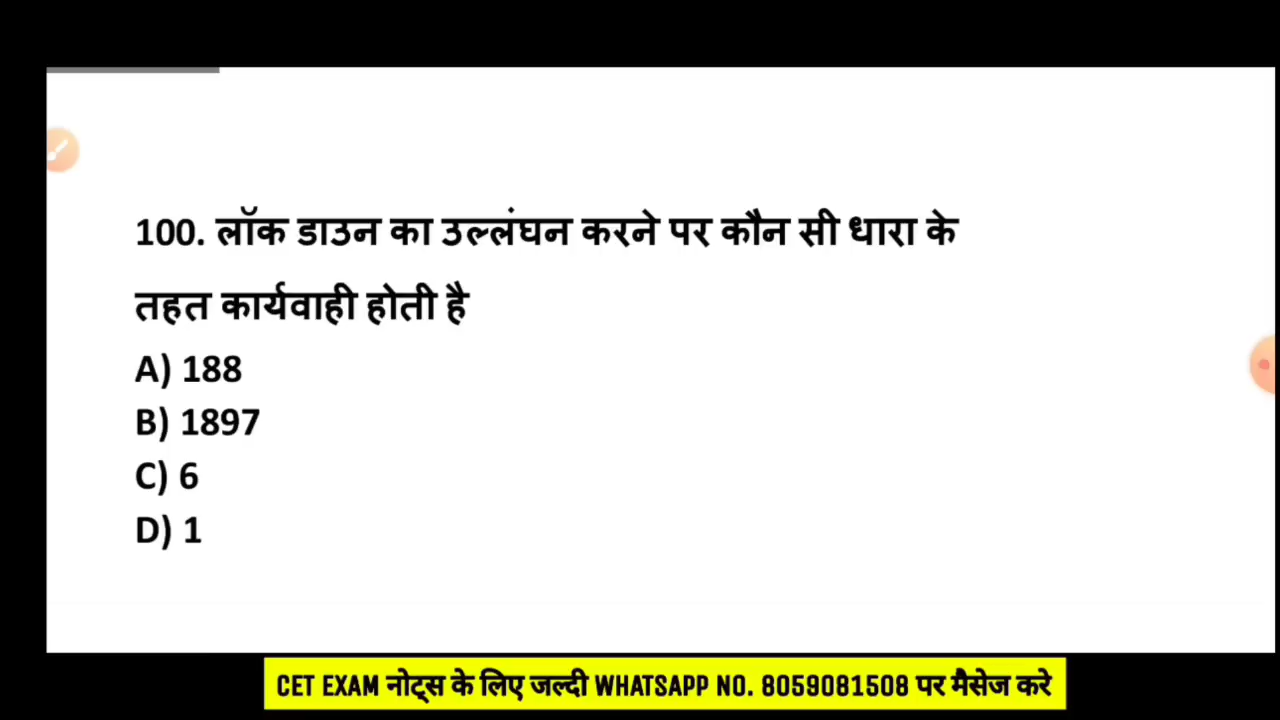 100. लॉक डाउन का उल्लंघन करने पर कौन सी धारा के
तहत कार्यवाही होती है
A) 188
B) 1897
C) 6
D) 1
CET EXAM नोट्स के लिए जल्दी WHATSAPP NO. 8059081508 पर मैसेज करे